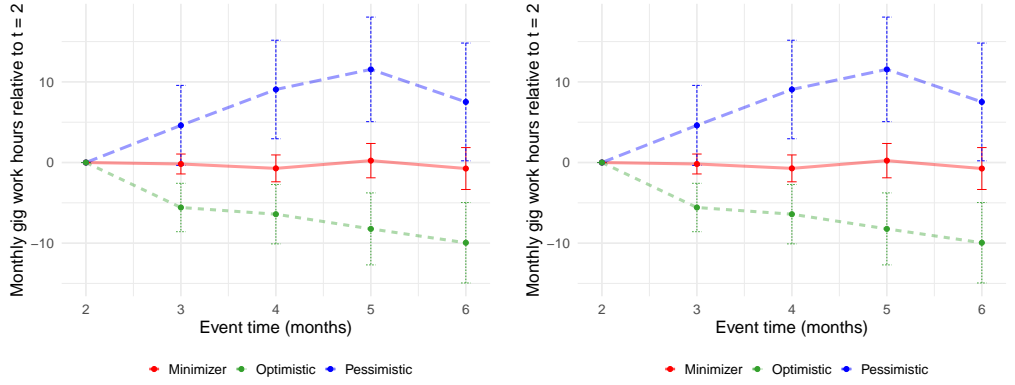 Monthly gig work hours relative to t = 2
10
0
−10
2 3 4 5 6
Event time (months)
Minimizer Optimistic Pessimistic
Monthly gig work hours relative to t = 2
10
0
−10
2 3 4 5 6
Event time (months)
Minimizer Optimistic Pessimistic